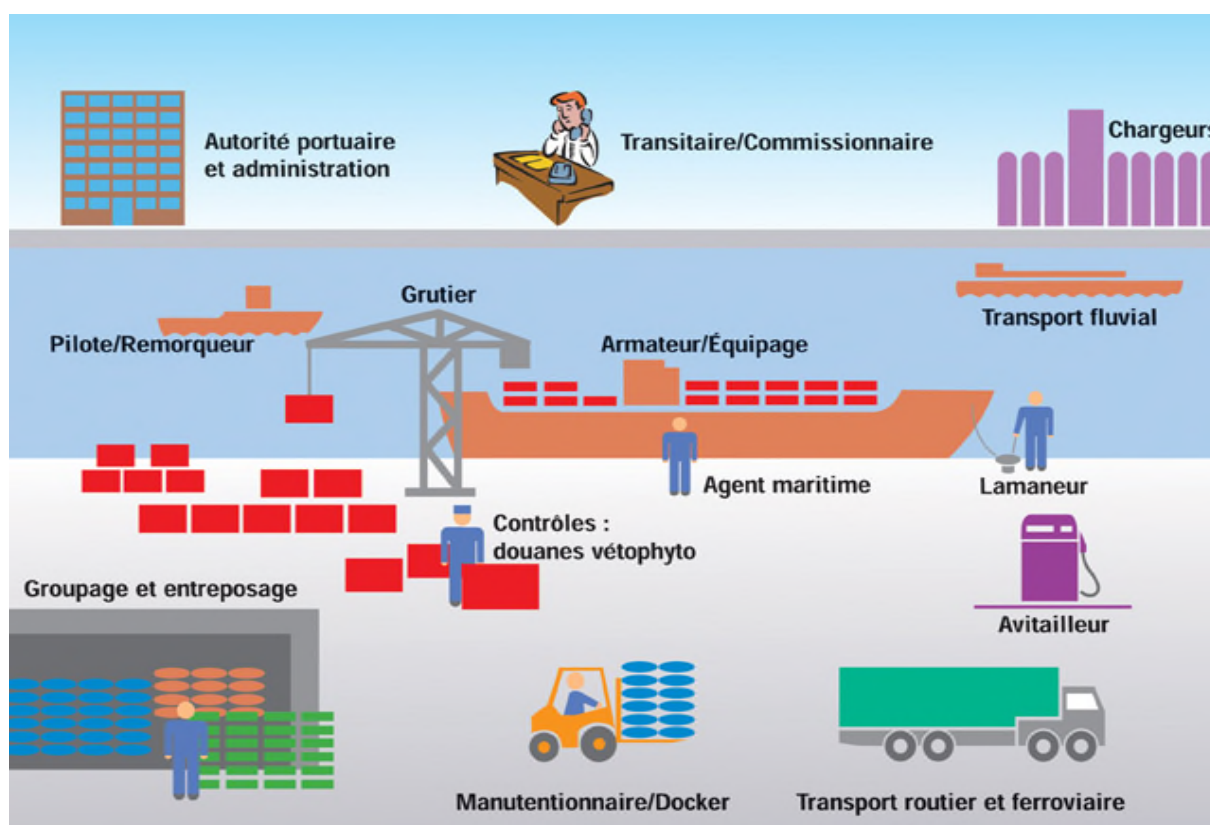 Autorité portuaire
et administration
Transitaire/Commissionnaire
Chargeurs
Pilote/Remorqueur
Grutier
Armateur/Équipage
Transport fluvial
Agent maritime
Lamaneur
Contrôles :
douanes vétophyto
Groupage et entreposage
Avitailleur
Manutentionnaire/Docker
Transport routier et ferroviaire